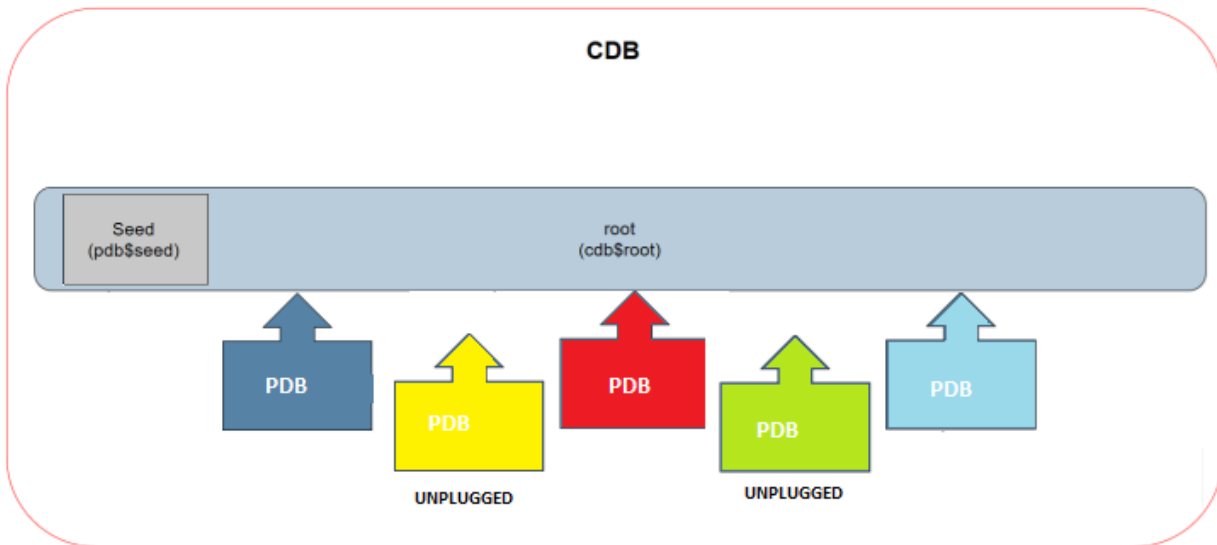 CDB
Seed
(pdb$seed)
root
(cdb$root)
PDB
PDB
PDB
PDB
PDB
UNPLUGGED
UNPLUGGED